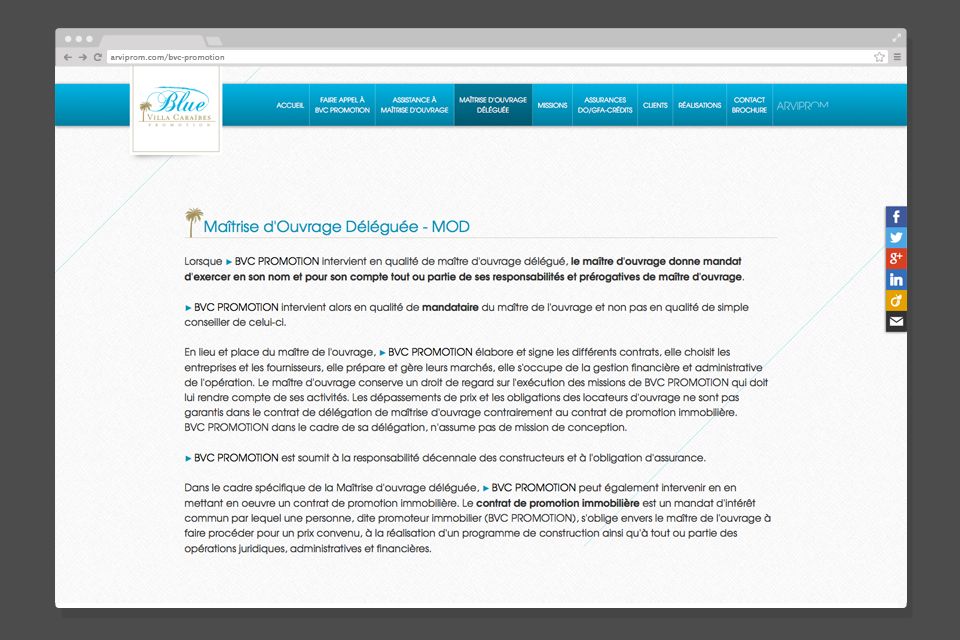 arviprom.com/bvc-promotion
Blue
VILLA CARAÏBES
PROMOTION
ACCUEIL
FAIRE APPEL À
BVC PROMOTION
ASSISTANCE À
MAÎTRISE D'OUVRAGE
MAÎTRISE D'OUVRAGE
DÉLÉGUÉE
MISSIONS
ASSURANCES
DO/GFA-CRÉDITS
CLIENTS
RÉALISATIONS
CONTACT
BROCHURE
ARVIPROM
Maîtrise d'Ouvrage Déléguée - MOD
Lorsque ► BVC PROMOTION intervient en qualité de maître d'ouvrage délégué, le maître d'ouvrage donne mandat
d'exercer en son nom et pour son compte tout ou partie de ses responsabilités et prérogatives de maître d'ouvrage.
► BVC PROMOTION intervient alors en qualité de mandataire du maître de l'ouvrage et non pas en qualité de simple
conseiller de celui-ci.
En lieu et place du maître de l'ouvrage, ► BVC PROMOTION élabore et signe les différents contrats, elle choisit les
entreprises et les fournisseurs, elle prépare et gère leurs marchés, elle s'occupe de la gestion financière et administrative
de l'opération. Le maître d'ouvrage conserve un droit de regard sur l'exécution des missions de BVC PROMOTION qui doit
lui rendre compte de ses activités. Les dépassements de prix et les obligations des locateurs d'ouvrage ne sont pas
garantis dans le contrat de délégation de maîtrise d'ouvrage contrairement au contrat de promotion immobilière.
BVC PROMOTION dans le cadre de sa délégation, n'assume pas de mission de conception.
► BVC PROMOTION est soumit à la responsabilité décennale des constructeurs et à l'obligation d'assurance.
Dans le cadre spécifique de la Maîtrise d'ouvrage déléguée, ► BVC PROMOTION peut également intervenir en en
mettant en oeuvre un contrat de promotion immobilière. Le contrat de promotion immobilière est un mandat d'intérêt
commun par lequel une personne, dite promoteur immobilier (BVC PROMOTION), s'oblige envers le maître de l'ouvrage à
faire procéder pour un prix convenu, à la réalisation d'un programme de construction ainsi qu'à tout ou partie des
opérations juridiques, administratives et financières.